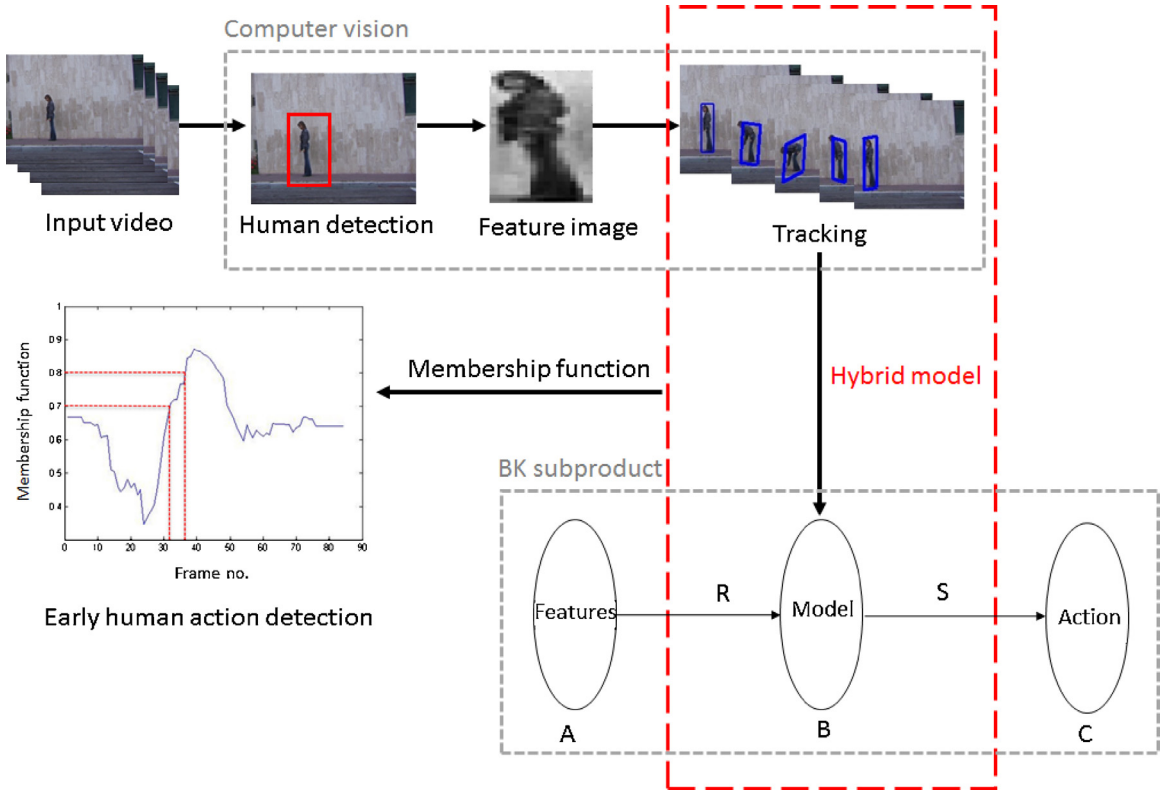 Computer vision
Input video
Human detection
Feature image
Tracking
Hybrid model
Membership function
Membership function
1
0.9
0.8
0.7
0.6
0.5
0.4
0 10 20 30 40 50 60 70 80 90
Frame no.
Early human action detection
BK subproduct
Features
R
Model
S
Action
A
B
C